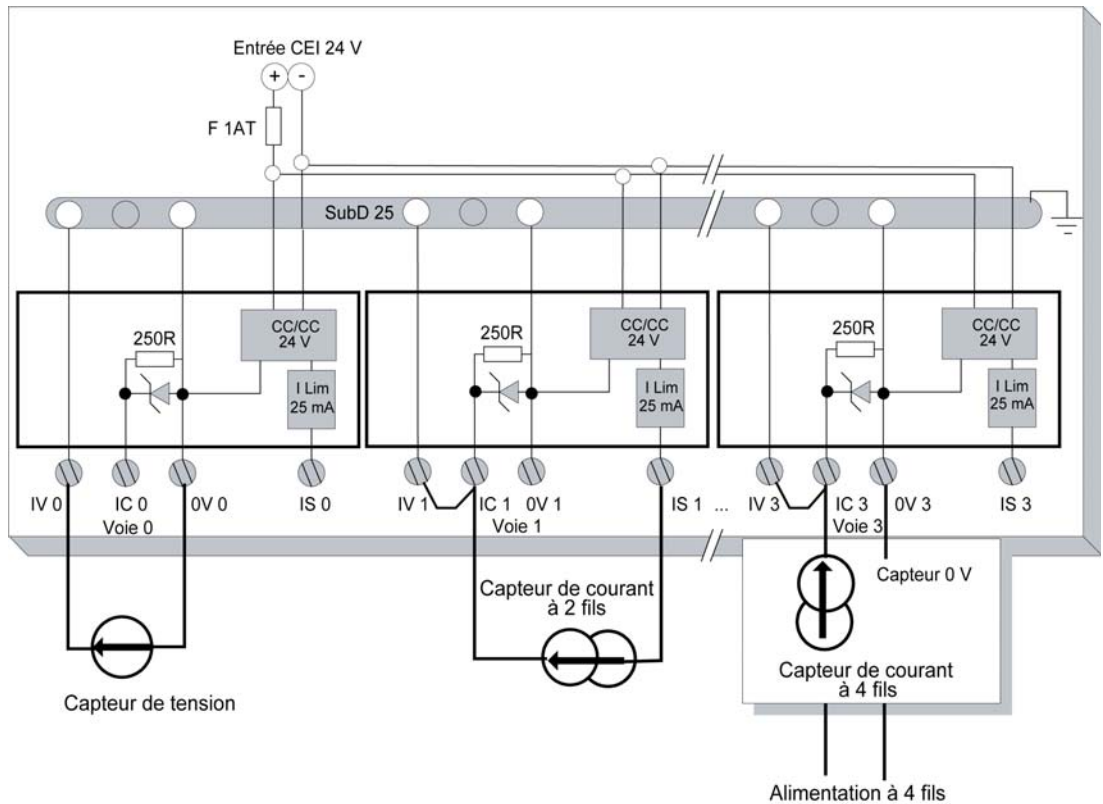 Entrée CEI 24 V
+ -
F 1AT
SubD 25
250R
CC/CC
24 V
I Lim
25 mA
250R
CC/CC
24 V
I Lim
25 mA
250R
CC/CC
24 V
I Lim
25 mA
IV 0
IC 0
0V 0
IS 0
Voie 0
IV 1
IC 1
0V 1
IS 1
...
Voie 1
IV 3
IC 3
0V 3
IS 3
Voie 3
Capteur de tension
Capteur de courant
à 2 fils
Capteur 0 V
Capteur de courant
à 4 fils
Alimentation à 4 fils